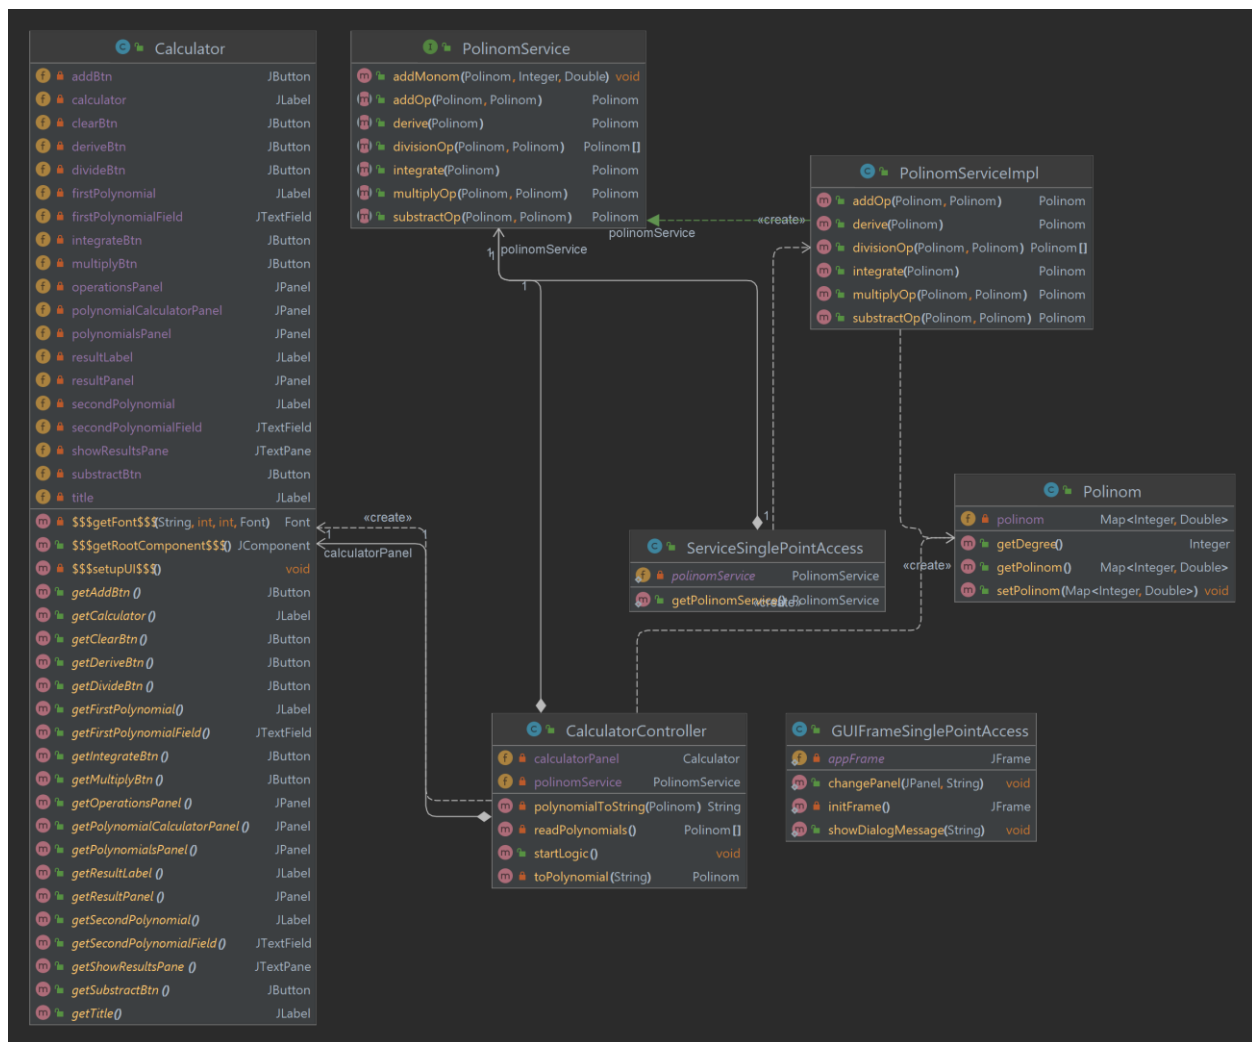 Calculator
addBtn JButton
calculator JLabel
clearBtn JButton
deriveBtn JButton
divideBtn JButton
firstPolynomial JLabel
firstPolynomialField JTextField
integrateBtn JButton
multiplyBtn JButton
operationsPanel JPanel
polynomialCalculatorPanel JPanel
polynomialsPanel JPanel
resultLabel JLabel
resultPanel JPanel
secondPolynomial JLabel
secondPolynomialField JTextField
showResultsPane JTextPane
substractBtn JButton
title JLabel
$$$getFont$$$(String, int, int, Font) Font
$$$getRootComponent$$$() JComponent
$$$setupUI$$$() void
getAddBtn() JButton
getCalculator() JLabel
getClearBtn() JButton
getDeriveBtn() JButton
getDivideBtn() JButton
getFirstPolynomial() JLabel
getFirstPolynomialField() JTextField
getIntegrateBtn() JButton
getMultiplyBtn() JButton
getOperationsPanel() JPanel
getPolynomialCalculatorPanel() JPanel
getPolynomialsPanel() JPanel
getResultLabel() JLabel
getResultPanel() JPanel
getSecondPolynomial() JLabel
getSecondPolynomialField() JTextField
getShowResultsPane() JTextPane
getSubstractBtn() JButton
getTitle() JLabel
PolinomService
addMonom(Polinom, Integer, Double) void
addOp(Polinom, Polinom) Polinom
derive(Polinom) Polinom
divisionOp(Polinom, Polinom) Polinom[]
integrate(Polinom) Polinom
multiplyOp(Polinom, Polinom) Polinom
substractOp(Polinom, Polinom) Polinom
«create»
polinomService
1
1
polinomService
1
PolinomServiceImpl
addOp(Polinom, Polinom) Polinom
derive(Polinom) Polinom
divisionOp(Polinom, Polinom) Polinom[]
integrate(Polinom) Polinom
multiplyOp(Polinom, Polinom) Polinom
substractOp(Polinom, Polinom) Polinom
Polinom
polinom Map<Integer, Double>
getDegree() Integer
getPolinom() Map<Integer, Double>
setPolinom(Map<Integer, Double>) void
«create»
1
ServiceSinglePointAccess
polinomService PolinomService
getPolinomService() PolinomService
«create»
«create»
1
calculatorPanel
CalculatorController
calculatorPanel Calculator
polinomService PolinomService
polynomialToString(Polinom) String
readPolynomials() Polinom[]
startLogic() void
toPolynomial(String) Polinom
GUIFrameSinglePointAccess
appFrame JFrame
changePanel(JPanel, String) void
initFrame() JFrame
showDialogMessage(String) void